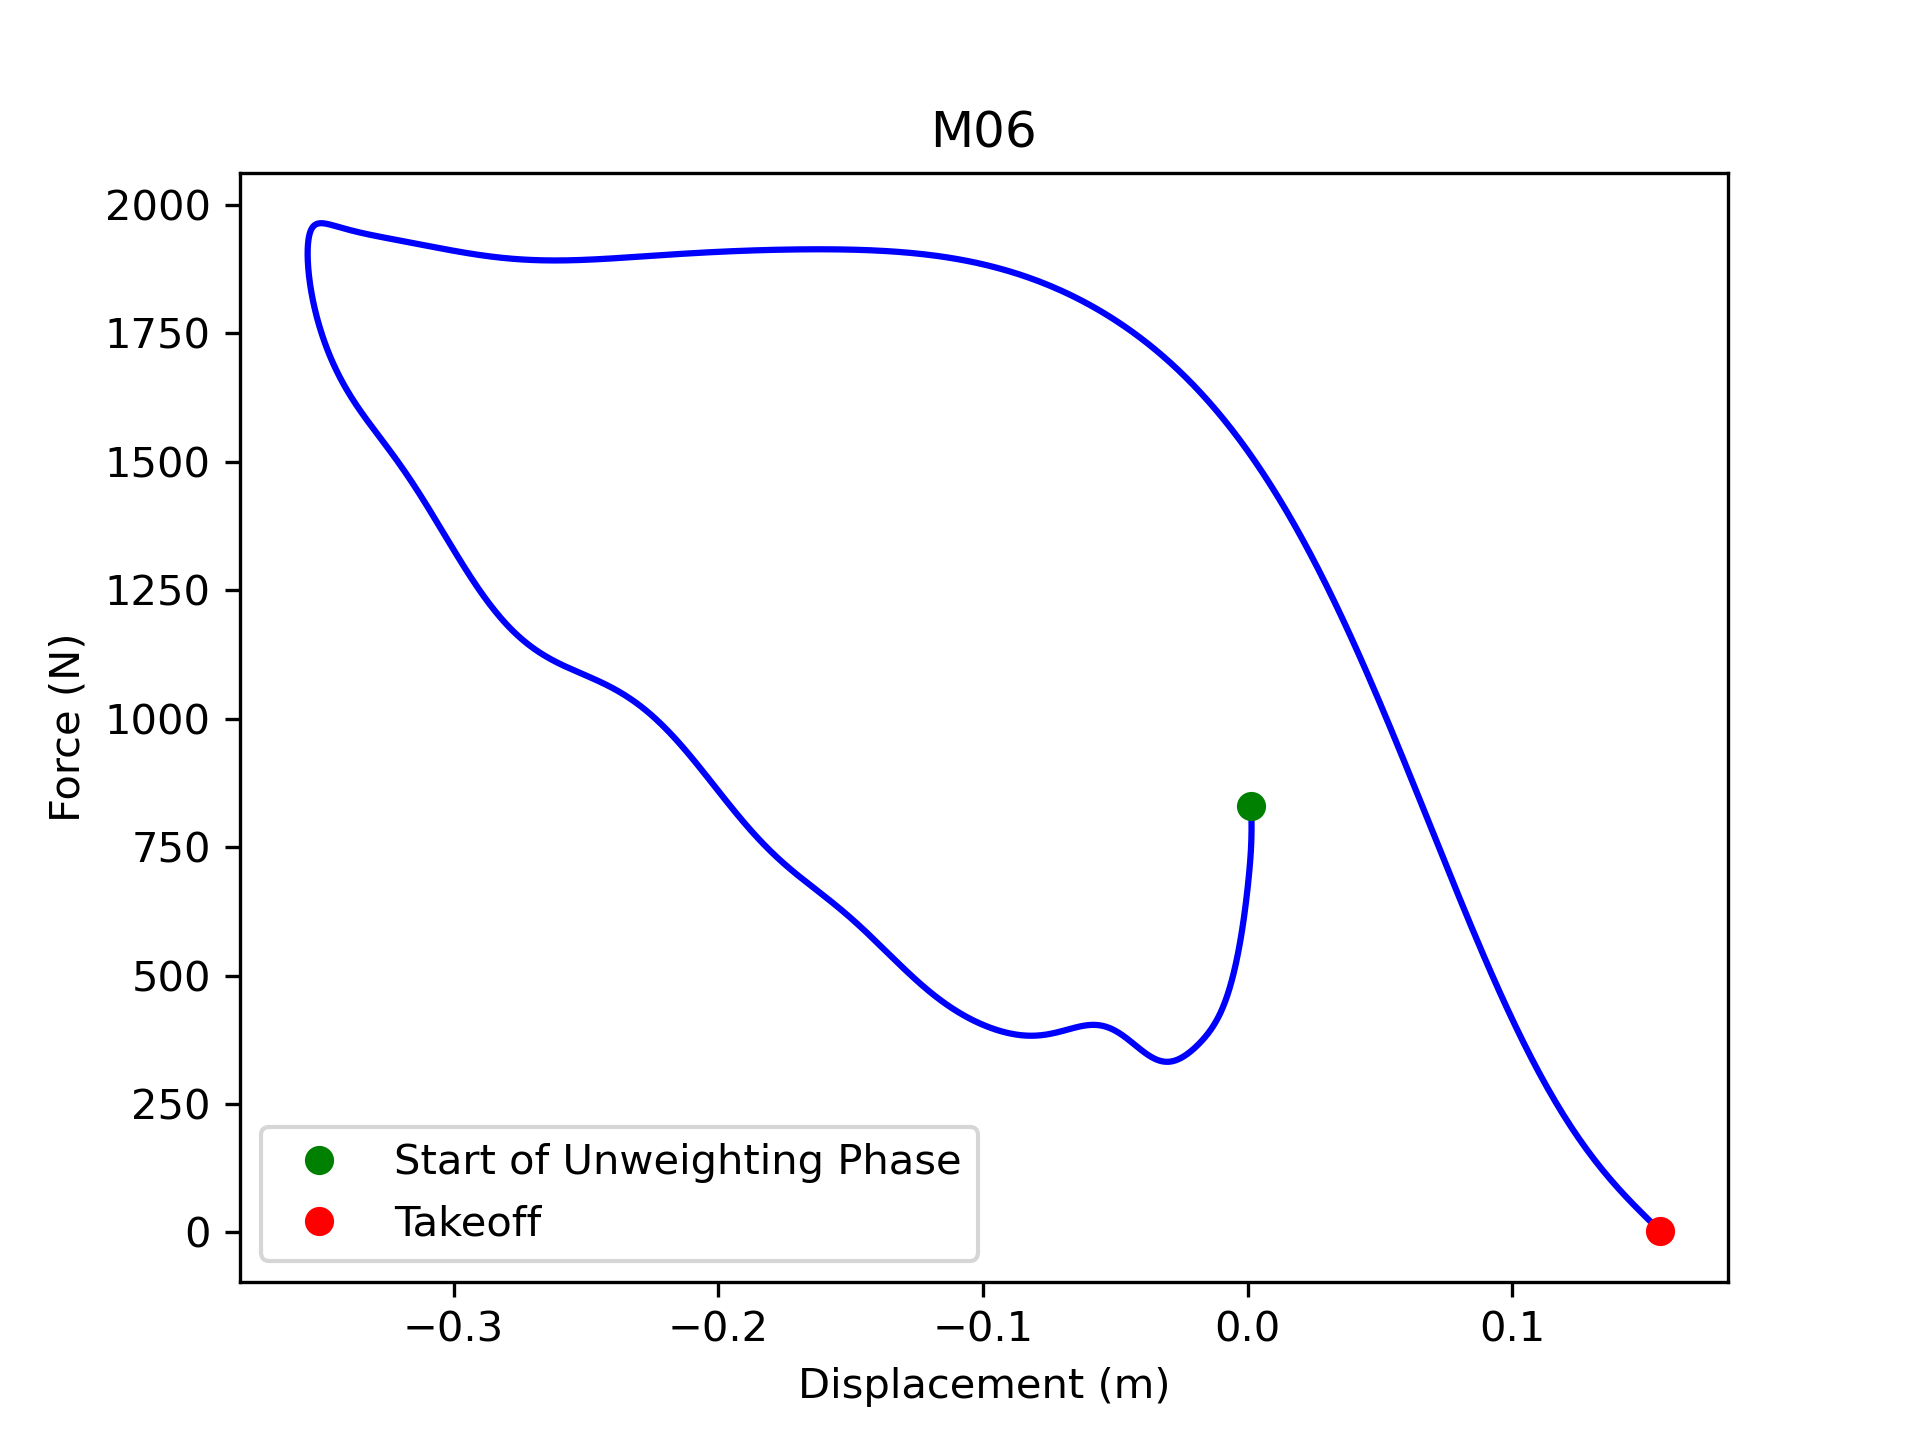 M06
Force (N)
2000
1750
1500
1250
1000
750
500
250
0
Start of Unweighting Phase
Takeoff
−0.3
−0.2
−0.1
0.0
0.1
Displacement (m)